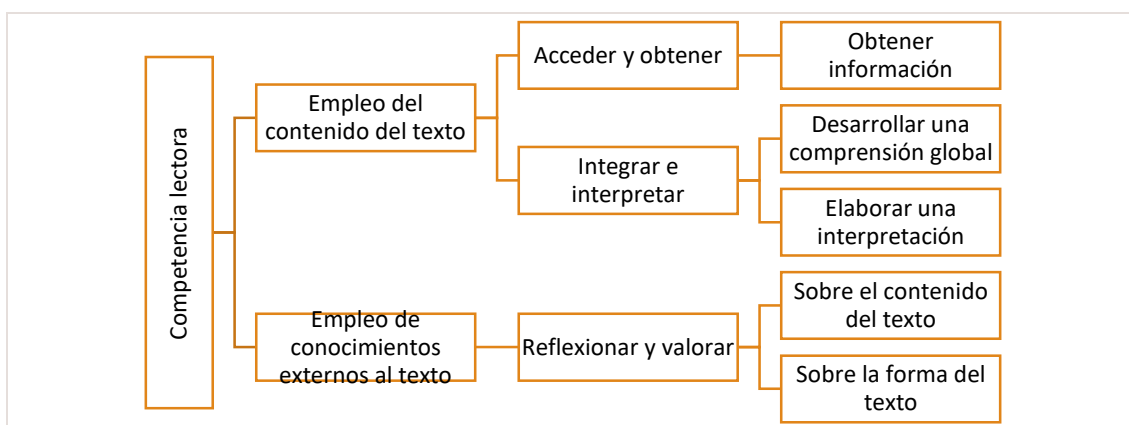 Competencia lectora
Empleo del
contenido del texto
Acceder y obtener
Obtener
información
Integrar e
interpretar
Desarrollar una
comprensión global
Elaborar una
interpretación
Empleo de
conocimientos
externos al texto
Reflexionar y valorar
Sobre el contenido
del texto
Sobre la forma del
texto